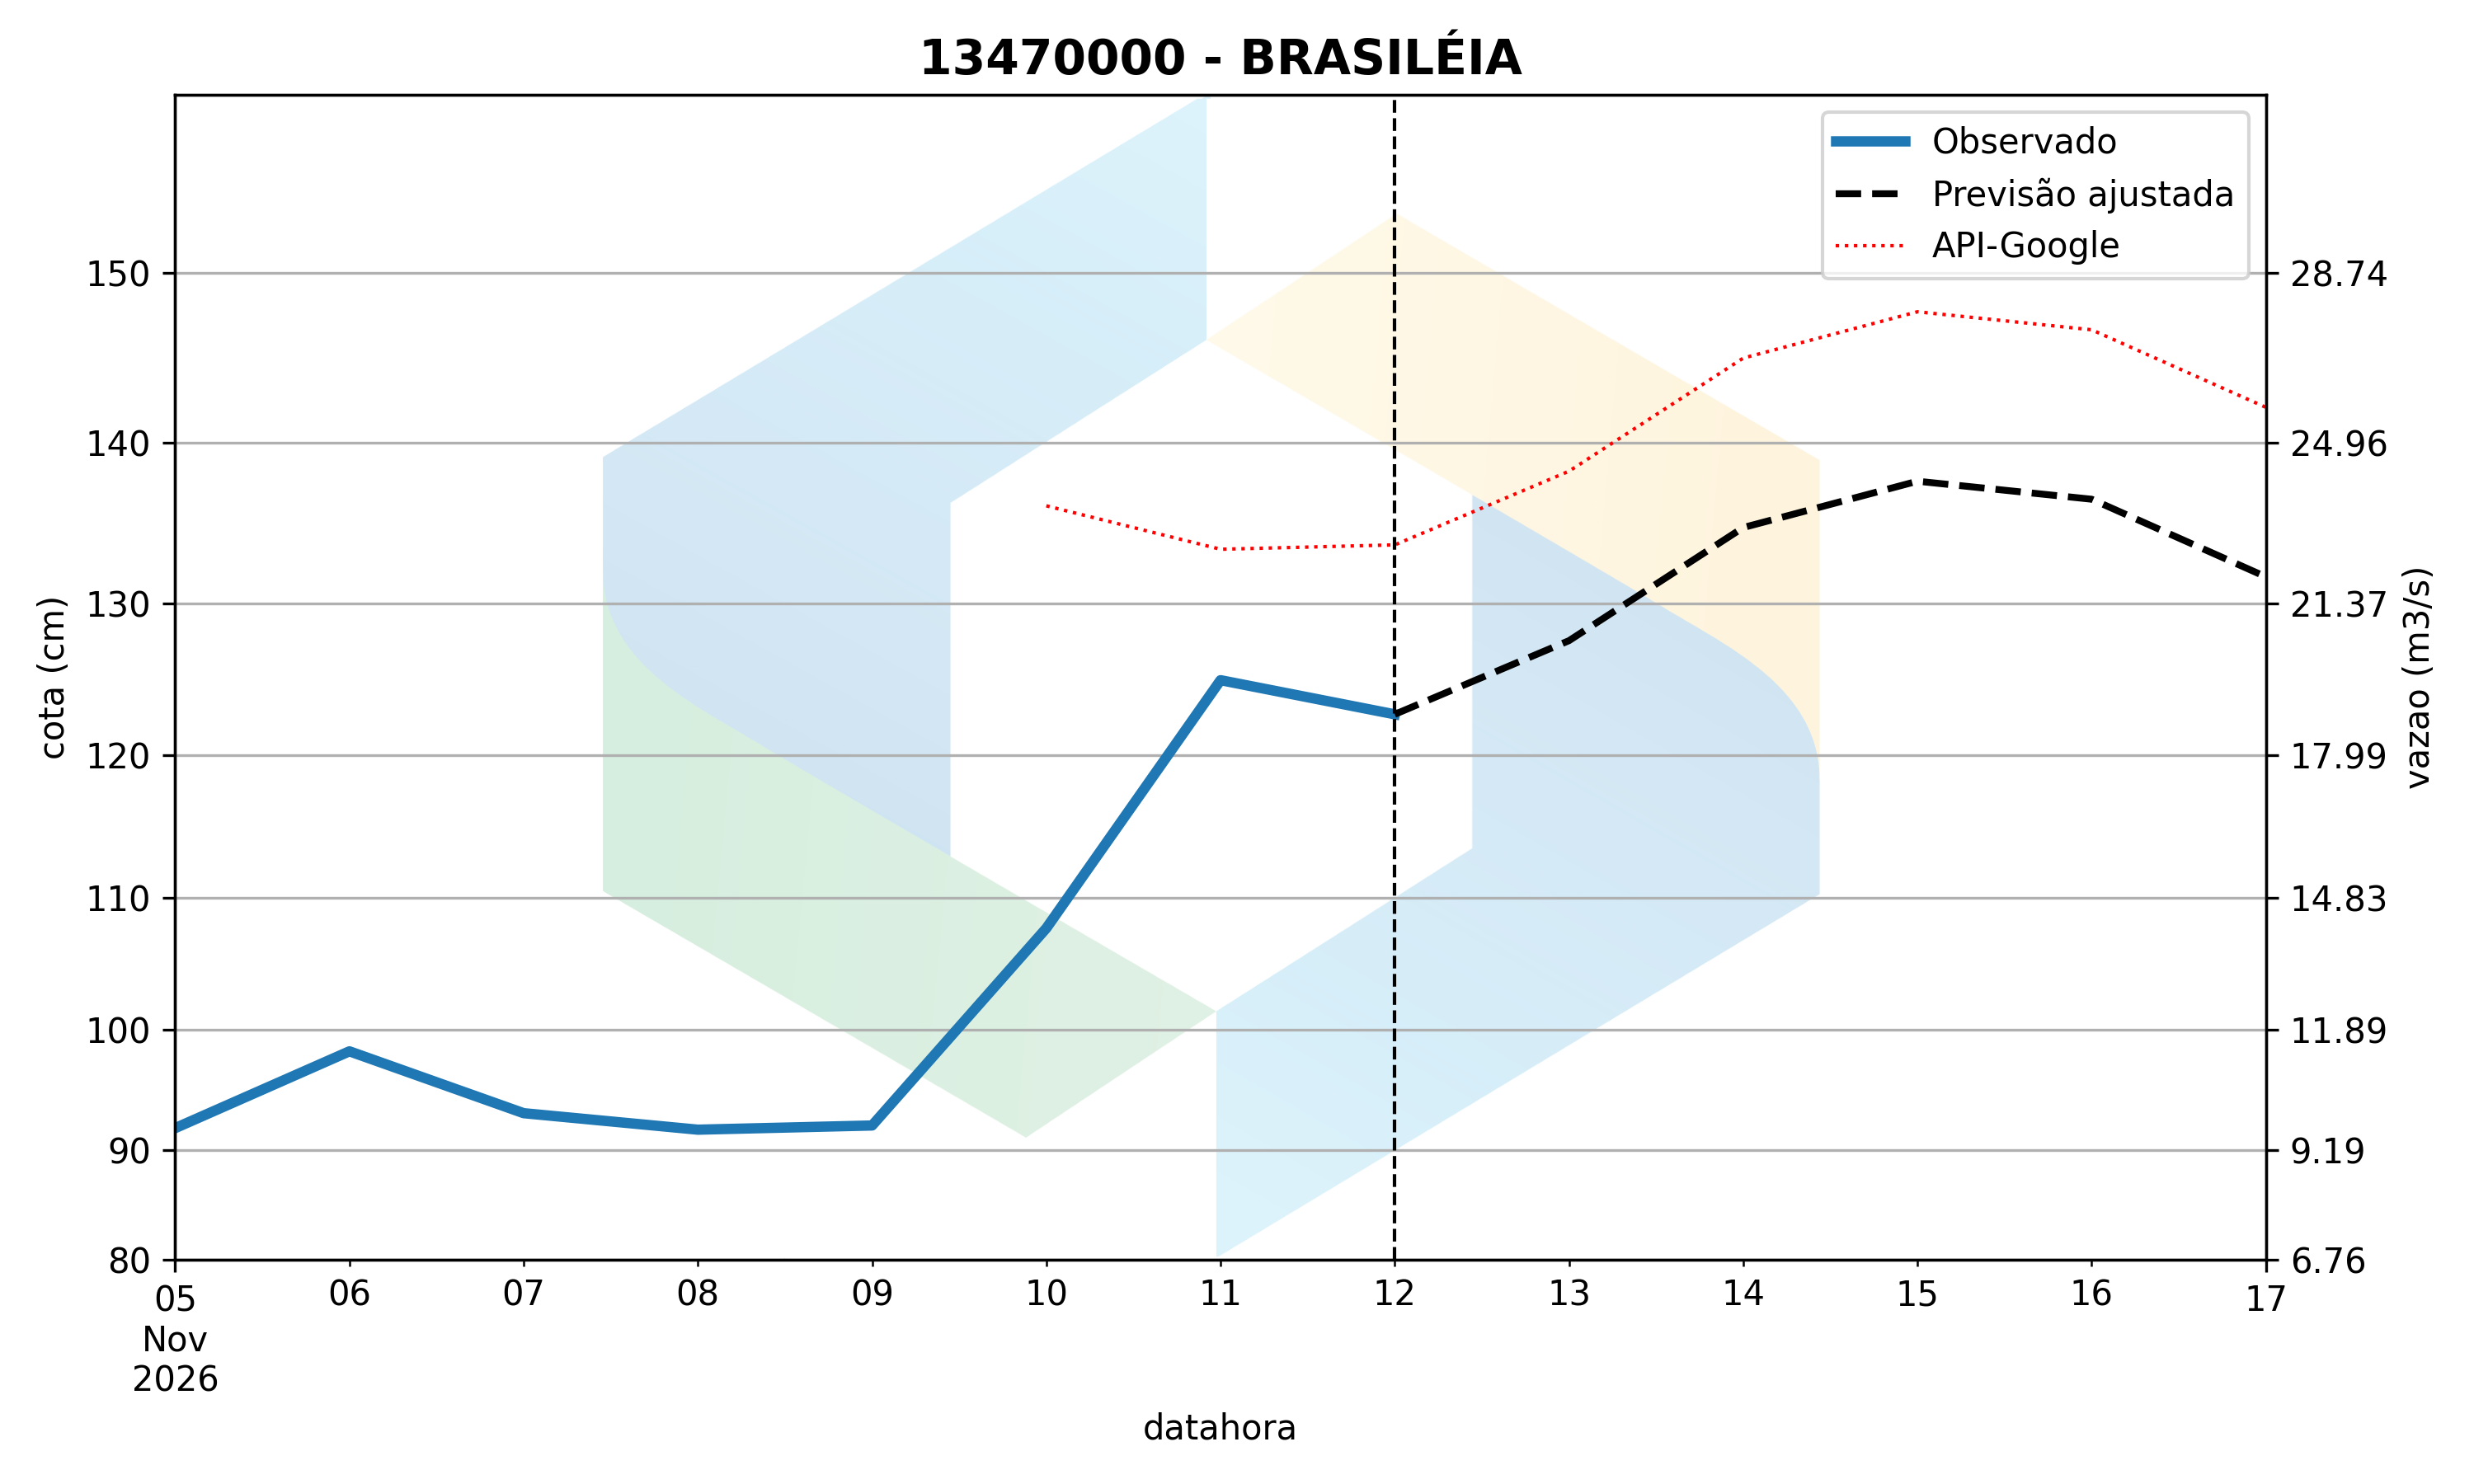 13470000 - BRASILÉIA
Observado
Previsão ajustada
API-Google
cota (cm)
150
140
130
120
110
100
90
80
28.74
24.96
21.37
17.99
14.83
11.89
9.19
6.76
vazao (m3/s)
05 06 07 08 09 10 11 12 13 14 15 16 17
Nov
2026
datahora